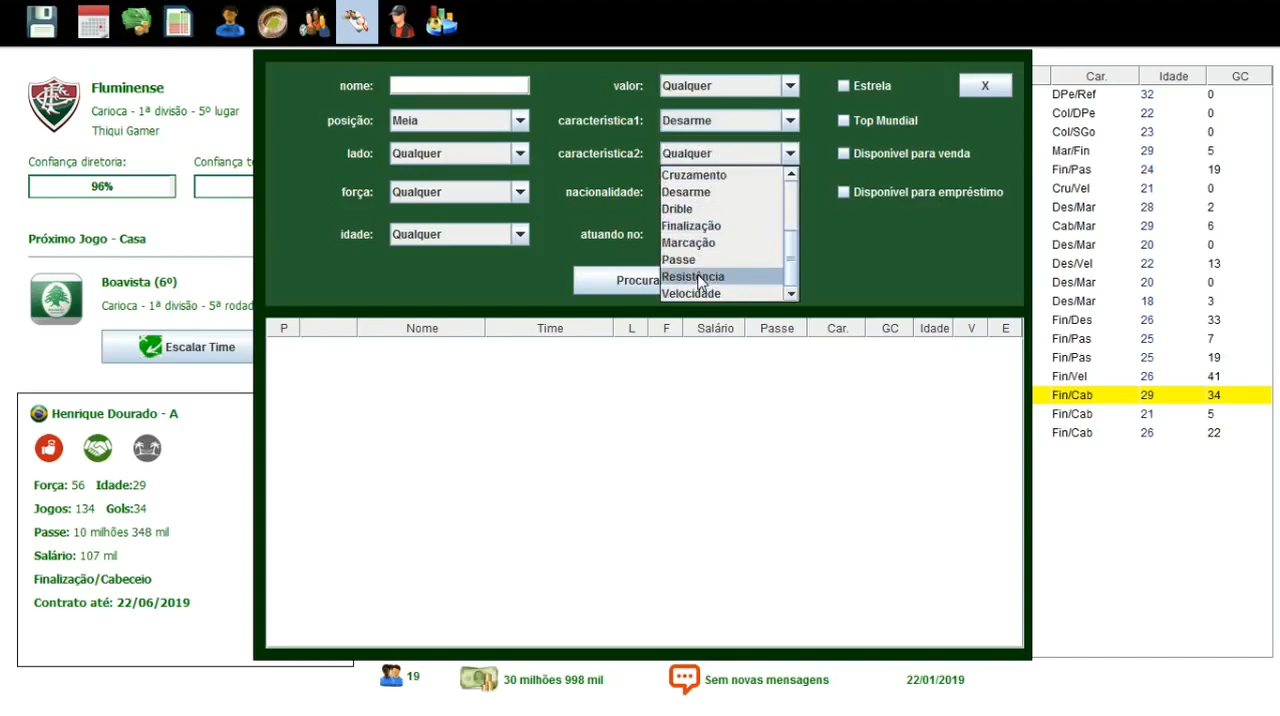 Fluminense
Carioca - 1ª divisão - 5º lugar
Thiqui Gamer
Confiança diretoria:
Confiança t
96%
Próximo Jogo - Casa
Boavista (6º)
Carioca - 1ª divisão - 5ª rodad
Escalar Time
Henrique Dourado - A
Força: 56 Idade:29
Jogos: 134 Gols:34
Passe: 10 milhões 348 mil
Salário: 107 mil
Finalização/Cabeceio
Contrato até: 22/06/2019
nome:
valor: Qualquer
Estrela
X
posição: Meia
caracteristica1: Desarme
Top Mundial
lado: Qualquer
caracteristica2: Qualquer
Disponivel para venda
força: Qualquer
nacionalidade:
Disponivel para empréstimo
idade: Qualquer
atuando no:
Cruzamento
Desarme
Drible
Finalização
Marcação
Passe
Resistência
Velocidade
Procura
P Nome Time L F Salário Passe Car. GC Idade V E
Car. Idade GC
DPe/Ref 32 0
Col/DPe 22 0
Col/SGo 23 0
Mar/Fin 29 5
Fin/Pas 24 19
Cru/Vel 21 0
Des/Mar 28 2
Cab/Mar 29 6
Des/Mar 20 0
Des/Vel 22 13
Des/Mar 20 0
Des/Mar 18 3
Fin/Des 26 33
Fin/Pas 25 7
Fin/Pas 25 19
Fin/Vel 26 41
Fin/Cab 29 34
Fin/Cab 21 5
Fin/Cab 26 22
19
30 milhões 998 mil
Sem novas mensagens
22/01/2019